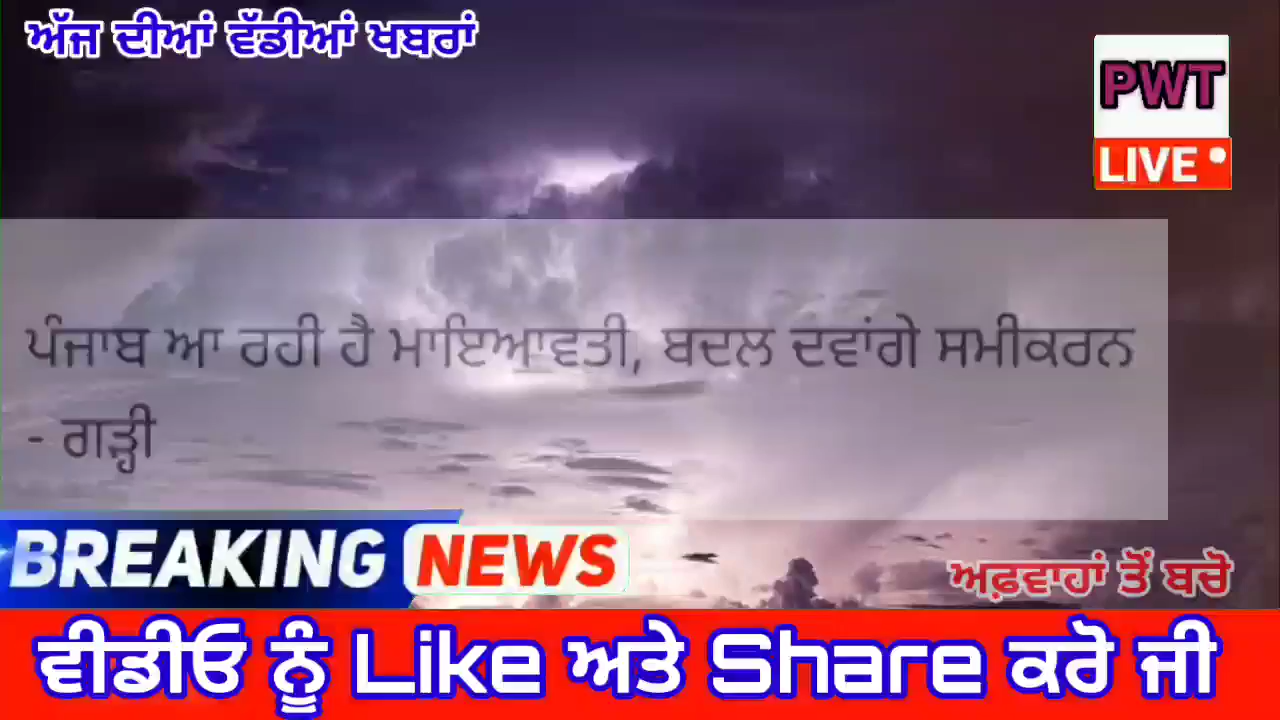 ਅੱਜ ਦੀਆਂ ਵੱਡੀਆਂ ਖਬਰਾਂ
PWT
LIVE
ਪੰਜਾਬ ਆ ਰਹੀ ਹੈ ਮਾਇਆਵਤੀ, ਬਦਲ ਦਵਾਂਗੇ ਸਮੀਕਰਨ
- ਗੜ੍ਹੀ
BREAKING NEWS
ਅਫ਼ਵਾਹਾਂ ਤੋਂ ਬਚੋ
ਵੀਡੀਓ ਨੂੰ Like ਅਤੇ Share ਕਰੋ ਜੀ